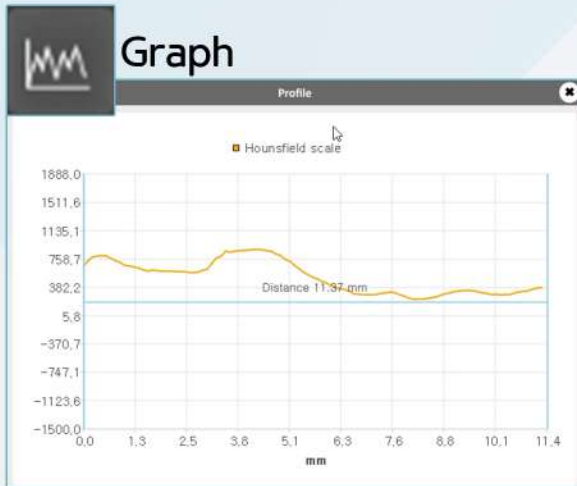 Graph
Profile
Hounsfield scale
1888,0
1511,6
1135,1
758,7
382,2
Distance 11.37 mm
5,8
-370,7
-747,1
-1123,6
-1500,0
0,0 1,3 2,5 3,8 5,1 6,3 7,6 8,8 10,1 11,4
mm